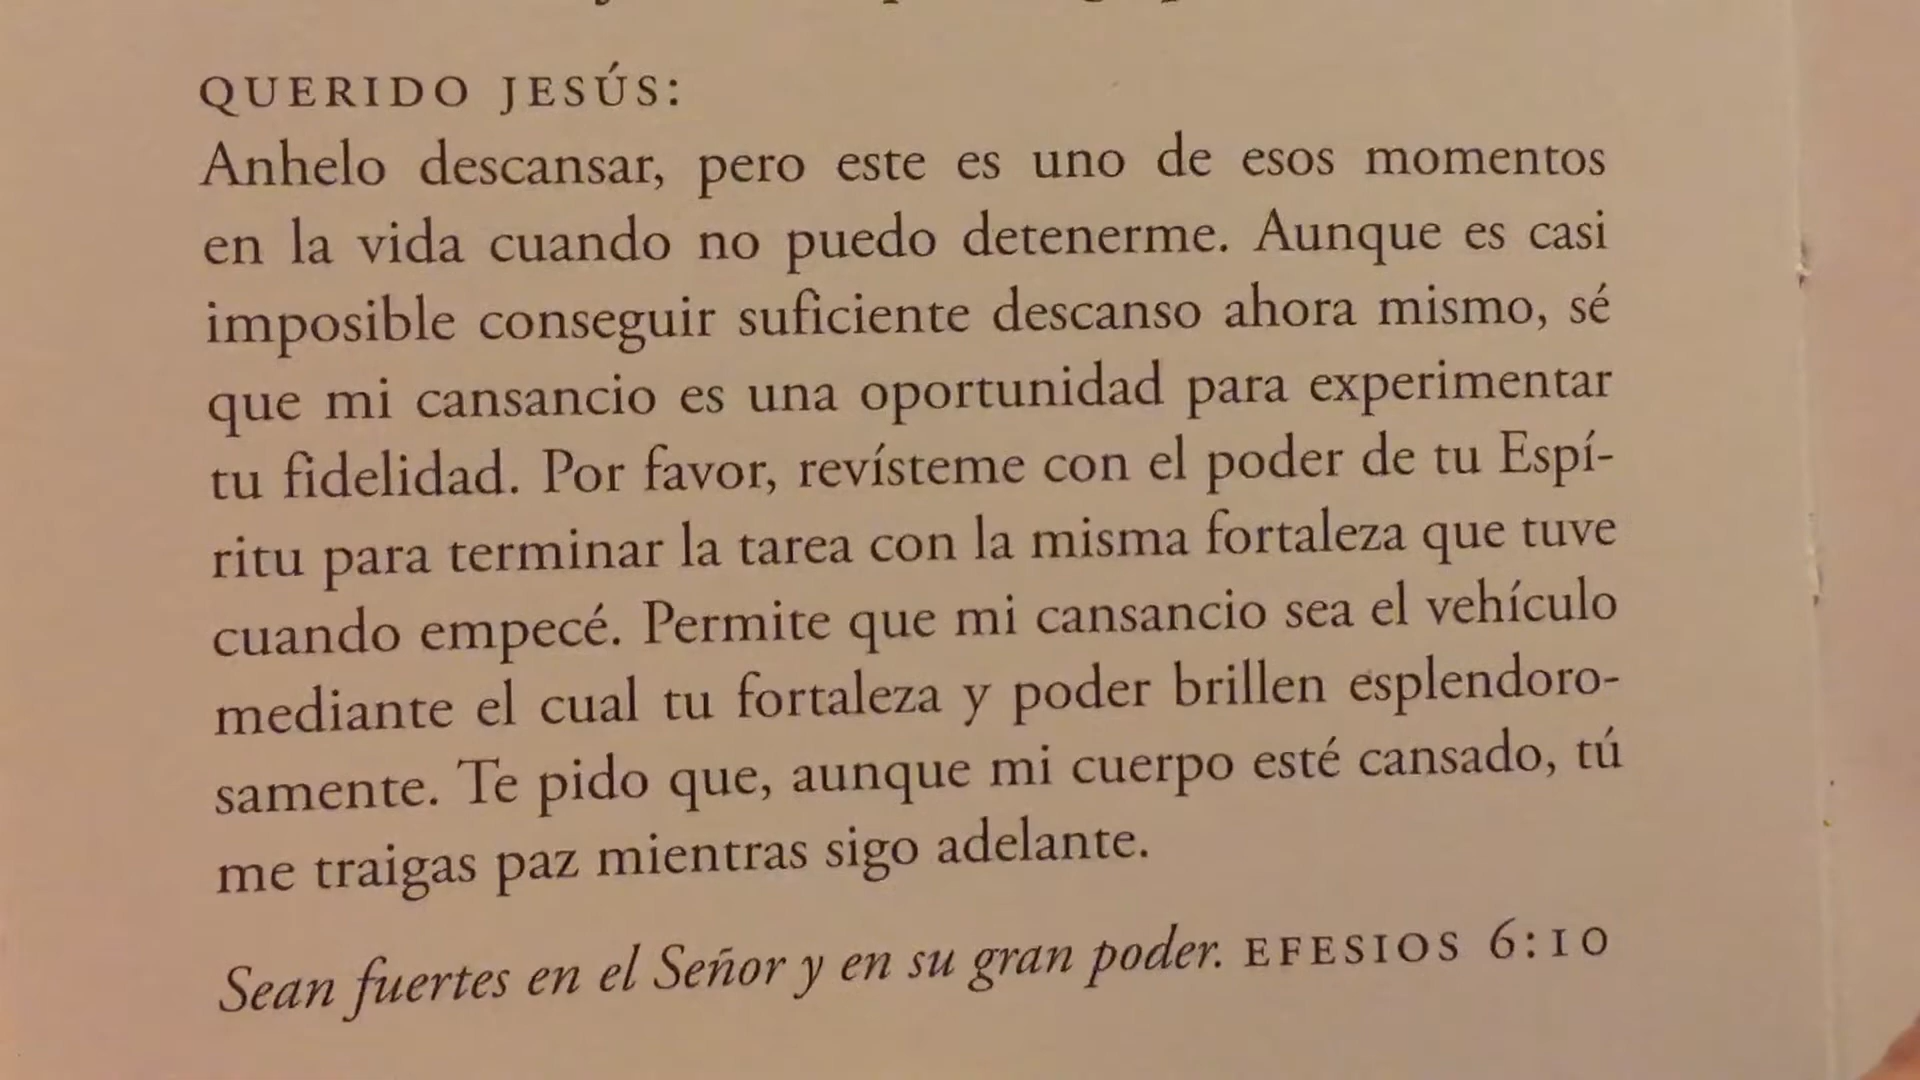 QUERIDO JESÚS:
Anhelo descansar, pero este es uno de esos momentos
en la vida cuando no puedo detenerme. Aunque es casi
imposible conseguir suficiente descanso ahora mismo, sé
que mi cansancio es una oportunidad para experimentar
tu fidelidad. Por favor, revísteme con el poder de tu Espí-
ritu para terminar la tarea con la misma fortaleza que tuve
cuando empecé. Permite que mi cansancio sea el vehículo
mediante el cual tu fortaleza y poder brillen esplendoro-
samente. Te pido que, aunque mi cuerpo esté cansado, tú
me traigas paz mientras sigo adelante.
Sean fuertes en el Señor y en su gran poder. EFESIOS 6:10